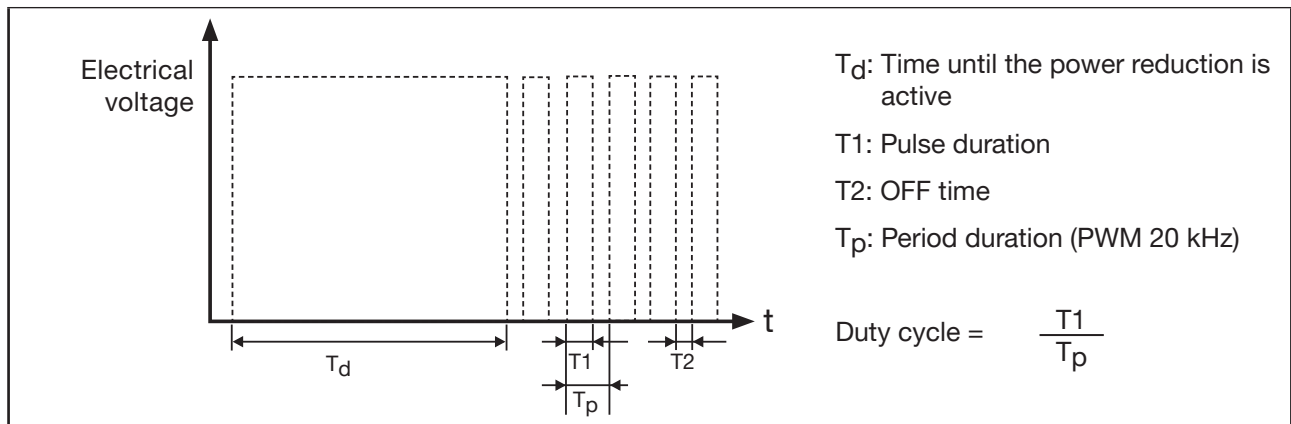 Electrical
voltage
t
Td
T1
T2
Tp
Td: Time until the power reduction is
active
T1: Pulse duration
T2: OFF time
Tp: Period duration (PWM 20 kHz)
Duty cycle = T1
Tp